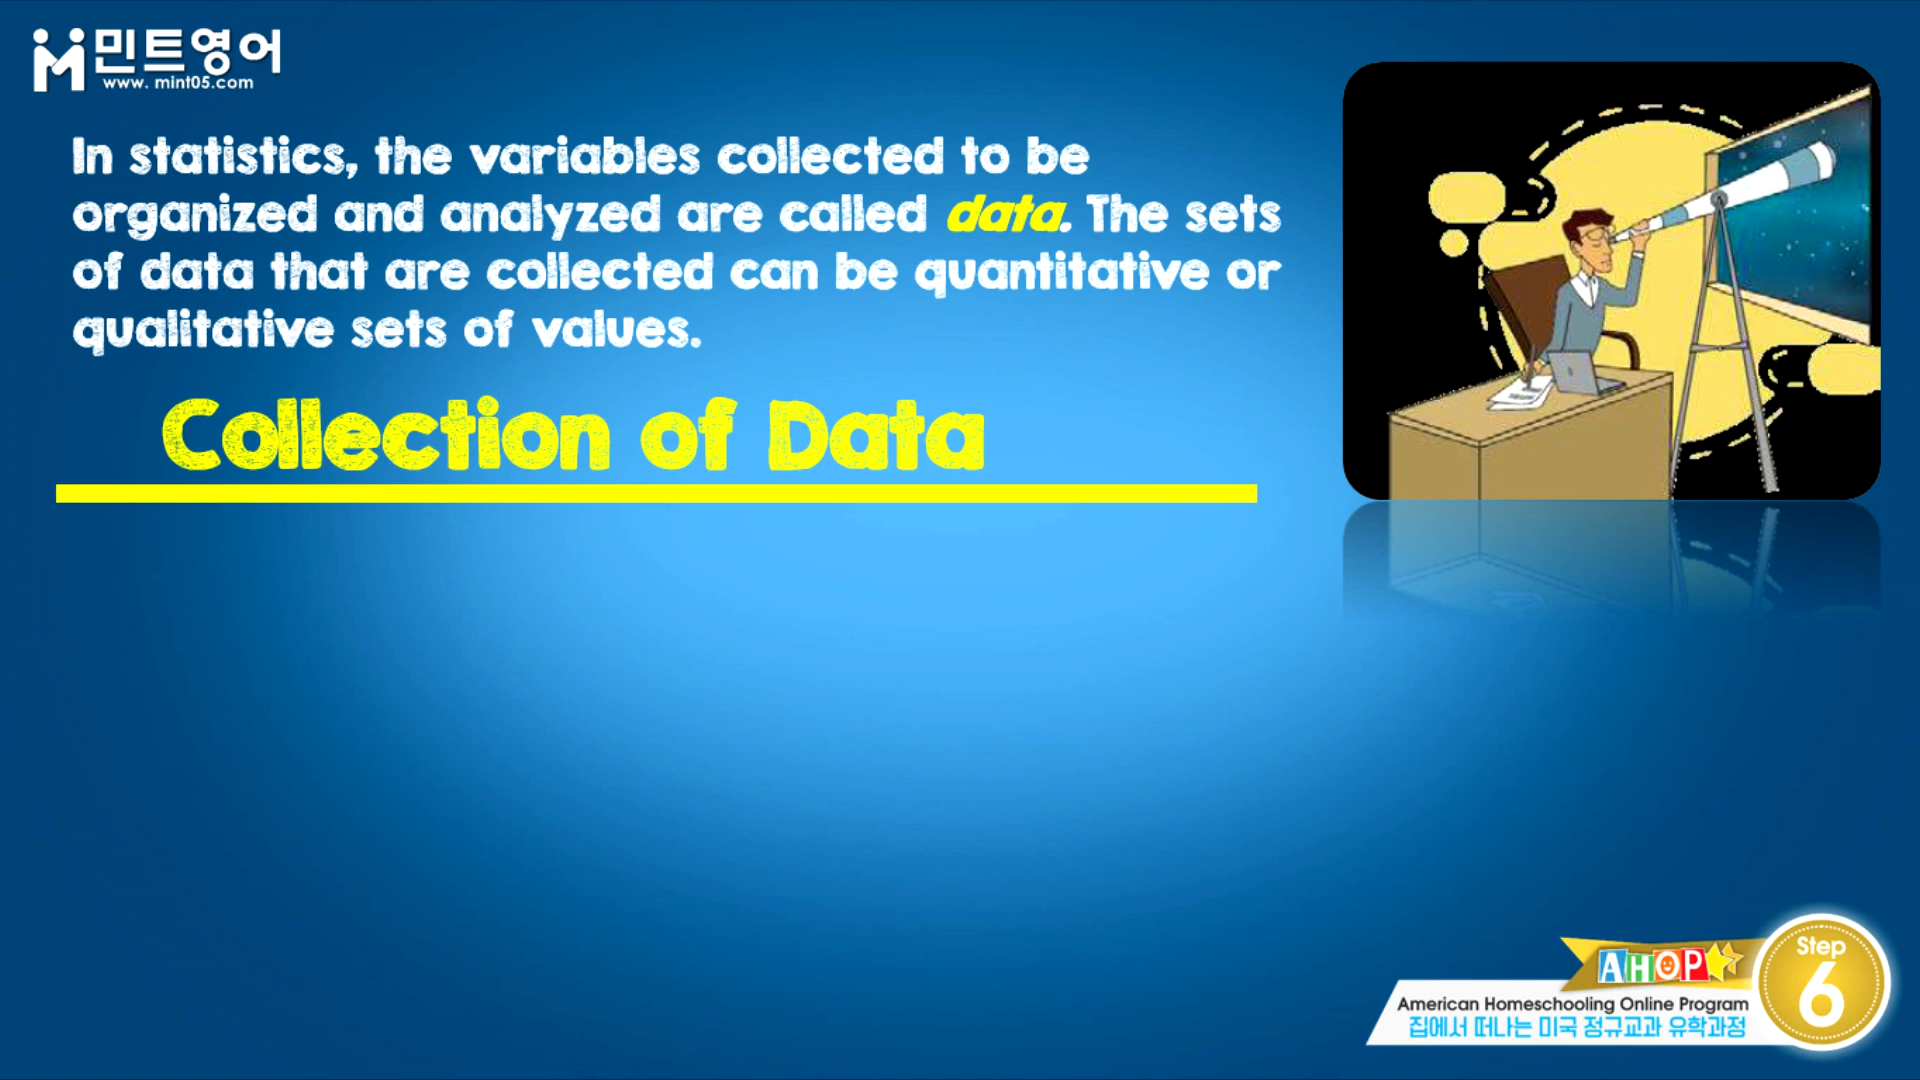 민트영어
www. mint05.com
In statistics, the variables collected to be
organized and analyzed are called data. The sets
of data that are collected can be quantitative or
qualitative sets of values.
Collection of Data
AHOP
Step
6
American Homeschooling Online Program
집에서 떠나는 미국 정규교과 유학과정